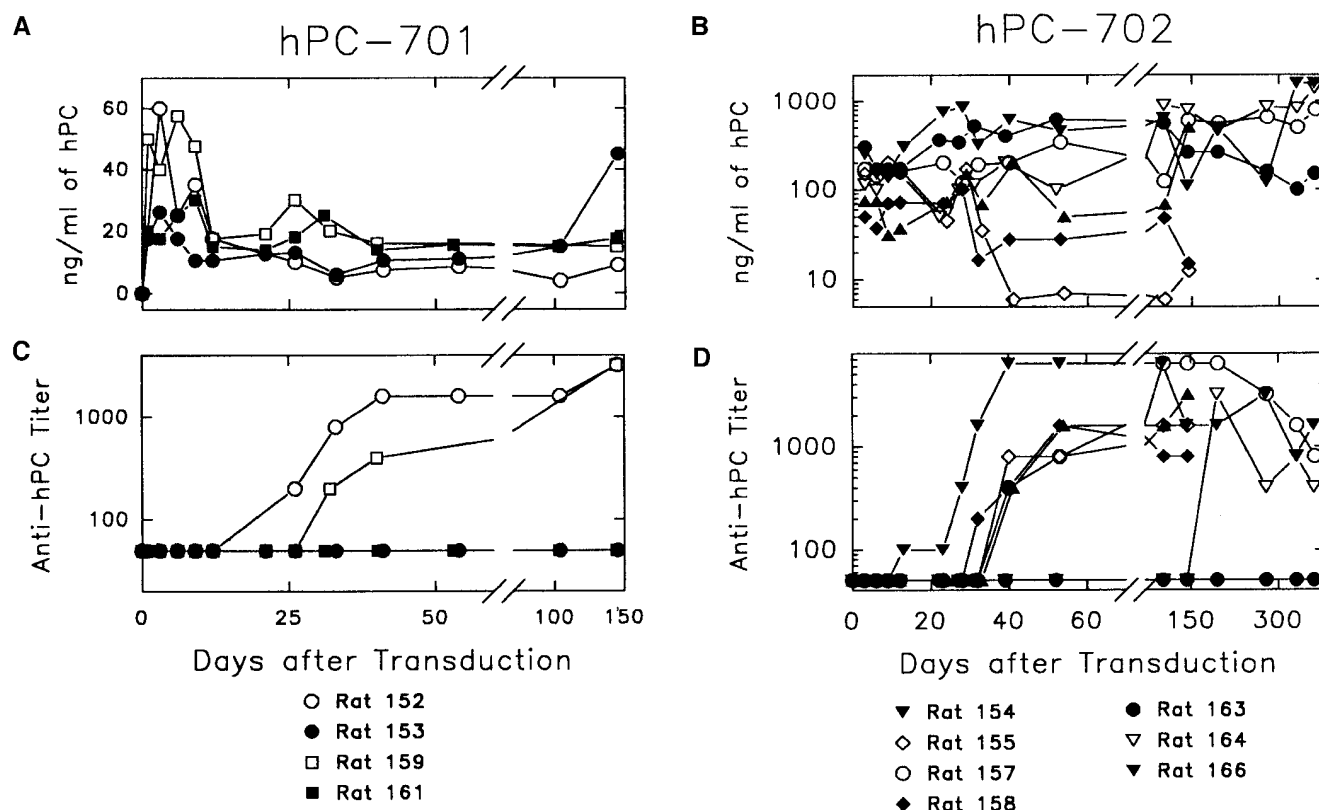 A
hPC-701
ng/ml of hPC
60
40
20
0
B
hPC-702
ng/ml of hPC
1000
100
10
C
Anti-hPC Titer
1000
100
0
25
50
100
150
Days after Transduction
Rat 152
Rat 153
Rat 159
Rat 161
D
Anti-hPC Titer
1000
100
0
20
40
60
150
300
Days after Transduction
Rat 154
Rat 155
Rat 157
Rat 158
Rat 163
Rat 164
Rat 166